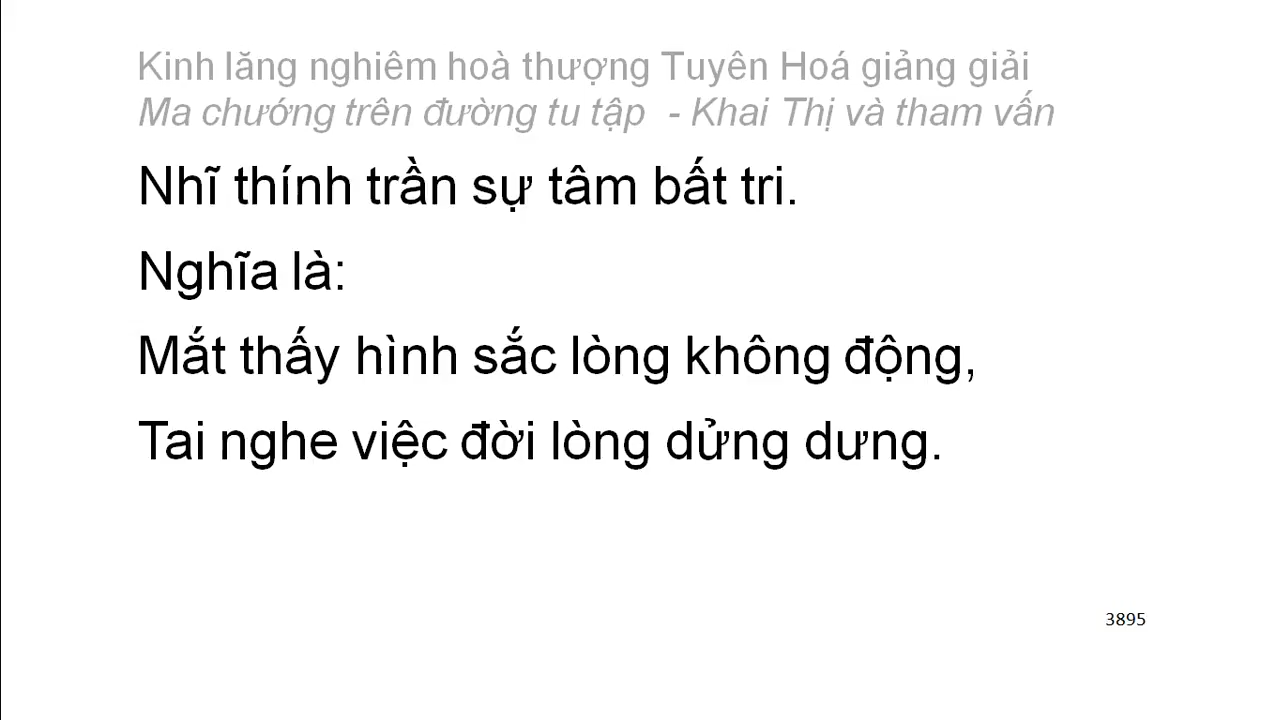 Kinh lăng nghiêm hoà thượng Tuyên Hoá giảng giải
Ma chướng trên đường tu tập - Khai Thị và tham vấn
Nhĩ thính trần sự tâm bất tri.
Nghĩa là:
Mắt thấy hình sắc lòng không động,
Tai nghe việc đời lòng dửng dưng.
3895